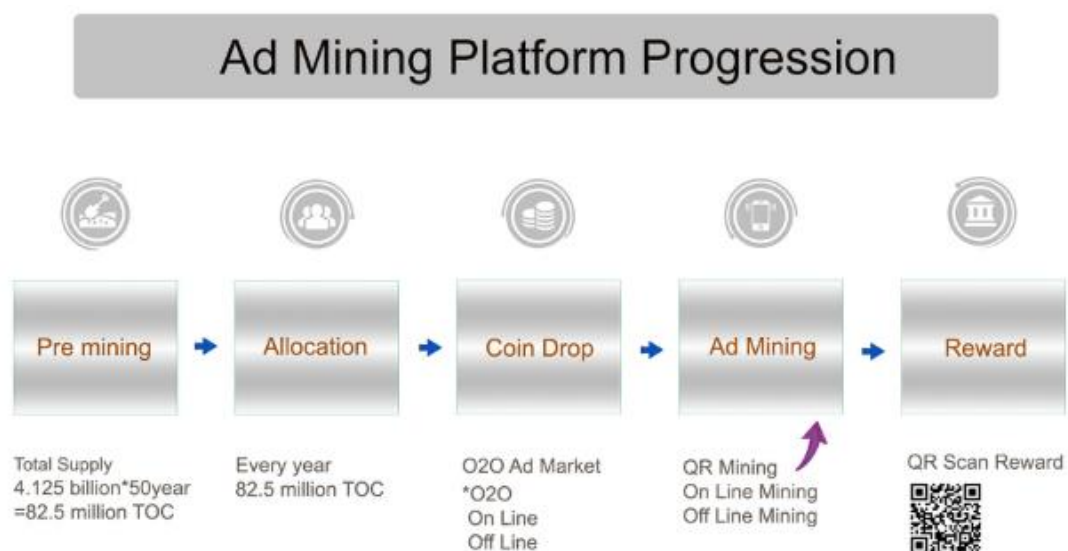 Ad Mining Platform Progression
Pre mining
Allocation
Coin Drop
Ad Mining
Reward
Total Supply
4.125 billion*50year
=82.5 million TOC
Every year
82.5 million TOC
O2O Ad Market
*O2O
On Line
Off Line
QR Mining
On Line Mining
Off Line Mining
QR Scan Reward